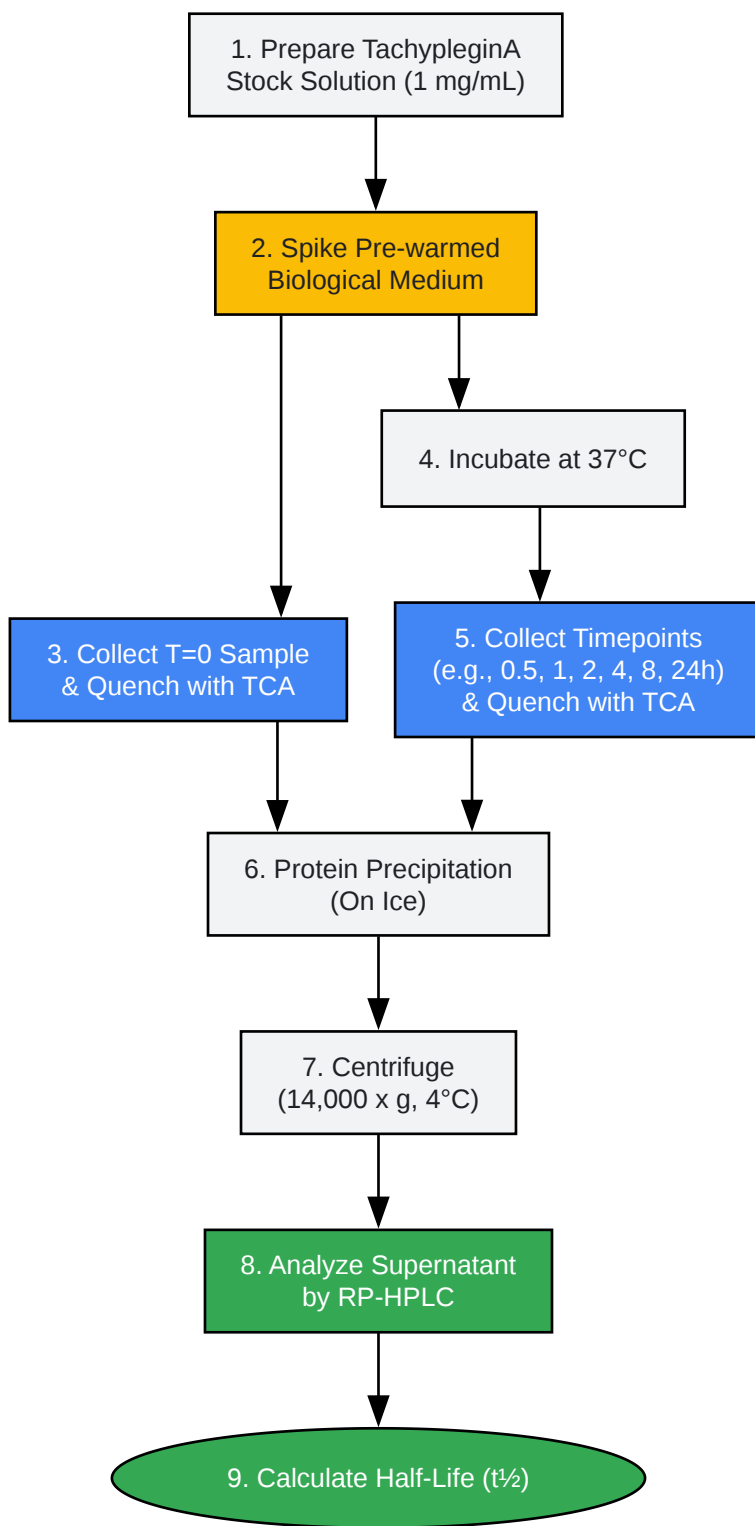 1. Prepare TachypleginA
Stock Solution (1 mg/mL)
2. Spike Pre-warmed
Biological Medium
4. Incubate at 37°C
3. Collect T=0 Sample
& Quench with TCA
5. Collect Timepoints
(e.g., 0.5, 1, 2, 4, 8, 24h)
& Quench with TCA
6. Protein Precipitation
(On Ice)
7. Centrifuge
(14,000 x g, 4°C)
8. Analyze Supernatant
by RP-HPLC
9. Calculate Half-Life (t½)